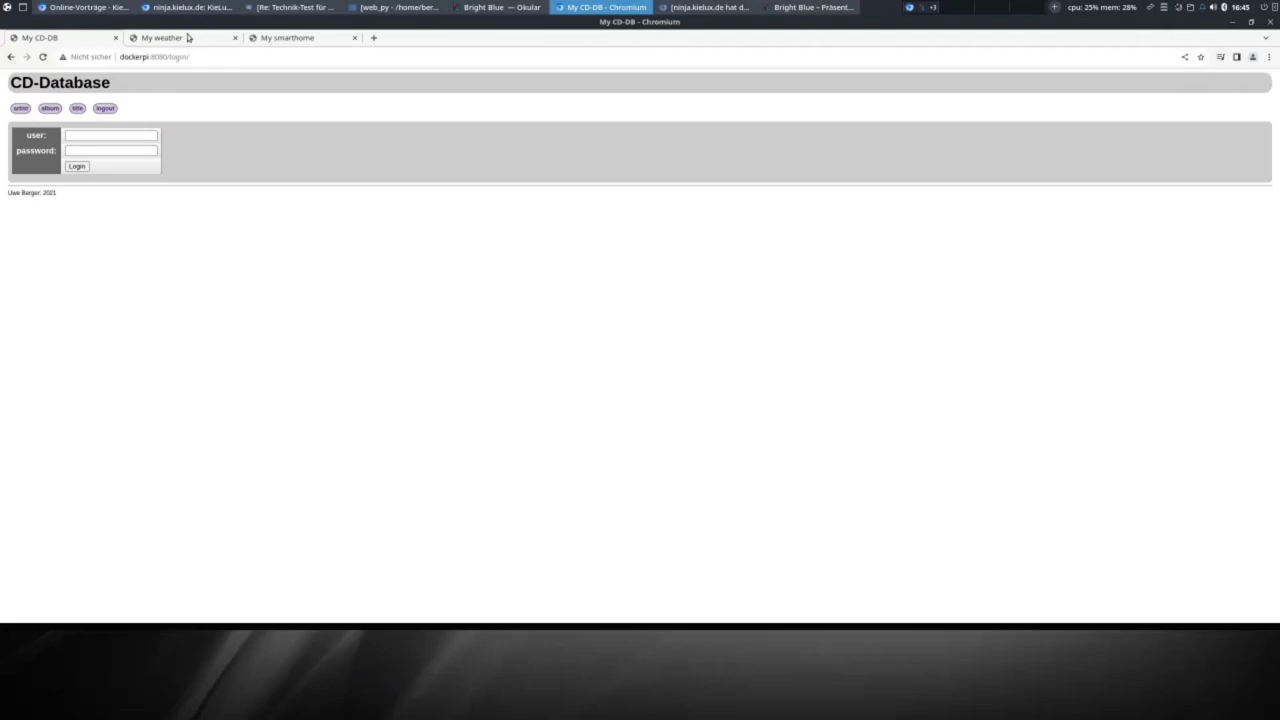 Online-Vorträge - Kie... ninja.kielux.de: KieLu... [Re: Technik-Test für ... [web_py - /home/ber... Bright Blue — Okular My CD-DB - Chromium [ninja.kielux.de hat d... Bright Blue – Präsent... +3 cpu: 25% mem: 28% 16:45
My CD-DB - Chromium
My CD-DB My weather My smarthome
Nicht sicher dockerpi:8080/login/
CD-Database
artist album title logout
user:
password:
Login
Uwe Berger; 2021